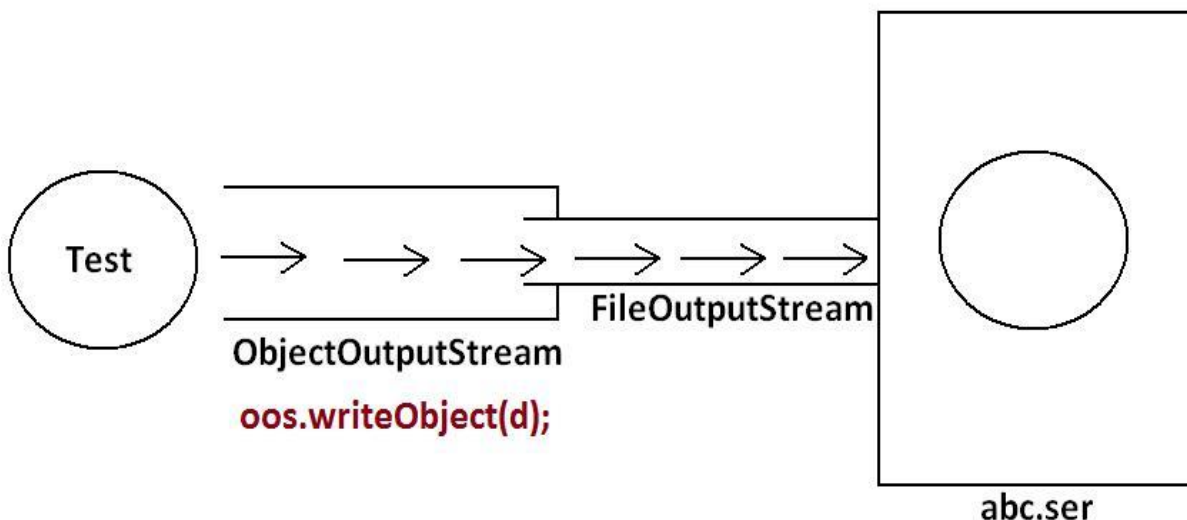 Test
ObjectOutputStream
oos.writeObject(d);
FileOutputStream
abc.ser